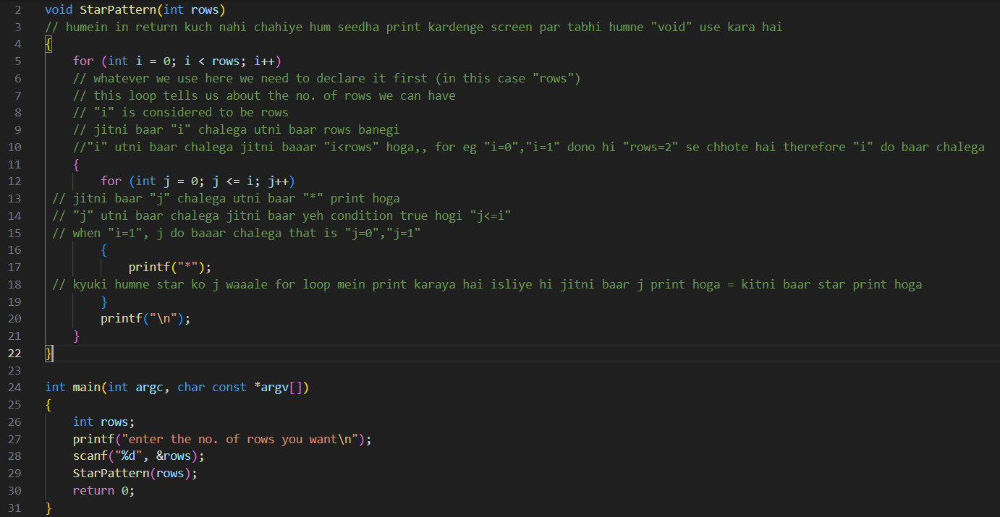 2 void StarPattern(int rows)
3 // humein in return kuch nahi chahiye hum seedha print kardenge screen par tabhi humne "void" use kara hai
4 {
5 for (int i = 0; i < rows; i++)
6 // whatever we use here we need to declare it first (in this case "rows")
7 // this loop tells us about the no. of rows we can have
8 // "i" is considered to be rows
9 // jitni baar "i" chalega utni baar rows banegi
10 //"i" utni baar chalega jitni baaar "i<rows" hoga,, for eg "i=0","i=1" dono hi "rows=2" se chhote hai therefore "i" do baar chalega
11 {
12 for (int j = 0; j <= i; j++)
13 // jitni baar "j" chalega utni baar "*" print hoga
14 // "j" utni baar chalega jitni baar yeh condition true hogi "j<=i"
15 // when "i=1", j do baaar chalega that is "j=0","j=1"
16 {
17 printf("*");
18 // kyuki humne star ko j waaale for loop mein print karaya hai isliye hi jitni baar j print hoga = kitni baar star print hoga
19 }
20 printf("\n");
21 }
22 }
23
24 int main(int argc, char const *argv[])
25 {
26 int rows;
27 printf("enter the no. of rows you want\n");
28 scanf("%d", &rows);
29 StarPattern(rows);
30 return 0;
31 }